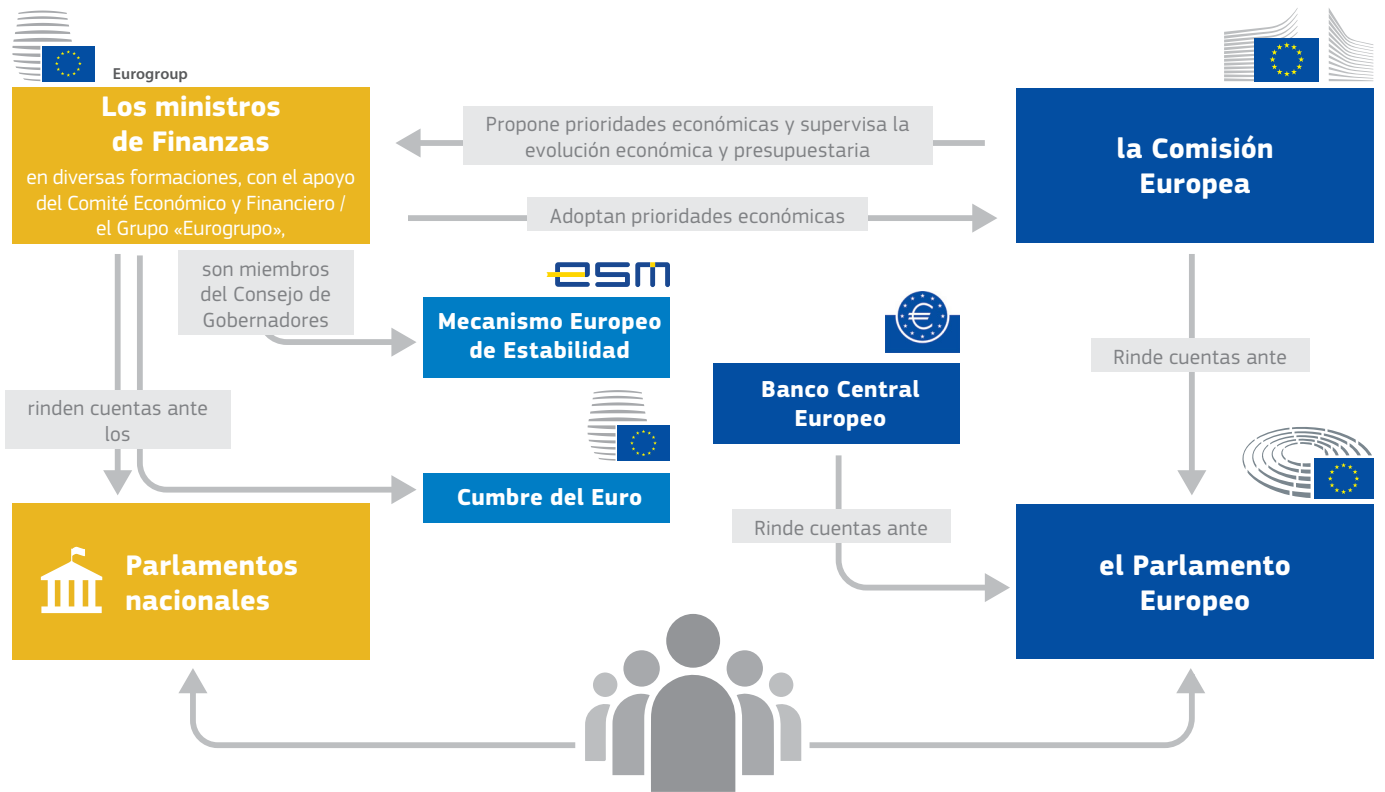 Eurogroup
Los ministros
de Finanzas
en diversas formaciones, con el apoyo
del Comité Económico y Financiero /
el Grupo «Eurogrupo»,
Propone prioridades económicas y supervisa la
evolución económica y presupuestaria
Adoptan prioridades económicas
la Comisión
Europea
son miembros
del Consejo de
Gobernadores
esm
Mecanismo Europeo
de Estabilidad
€
Banco Central
Europeo
Rinde cuentas ante
rinden cuentas ante
los
Cumbre del Euro
Rinde cuentas ante
Parlamentos
nacionales
el Parlamento
Europeo